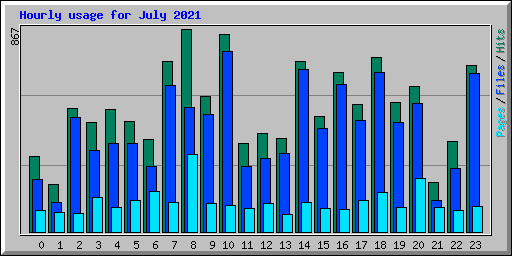 Hourly usage for July 2021
867
Pages/Files/Hits
0 1 2 3 4 5 6 7 8 9 10 11 12 13 14 15 16 17 18 19 20 21 22 23